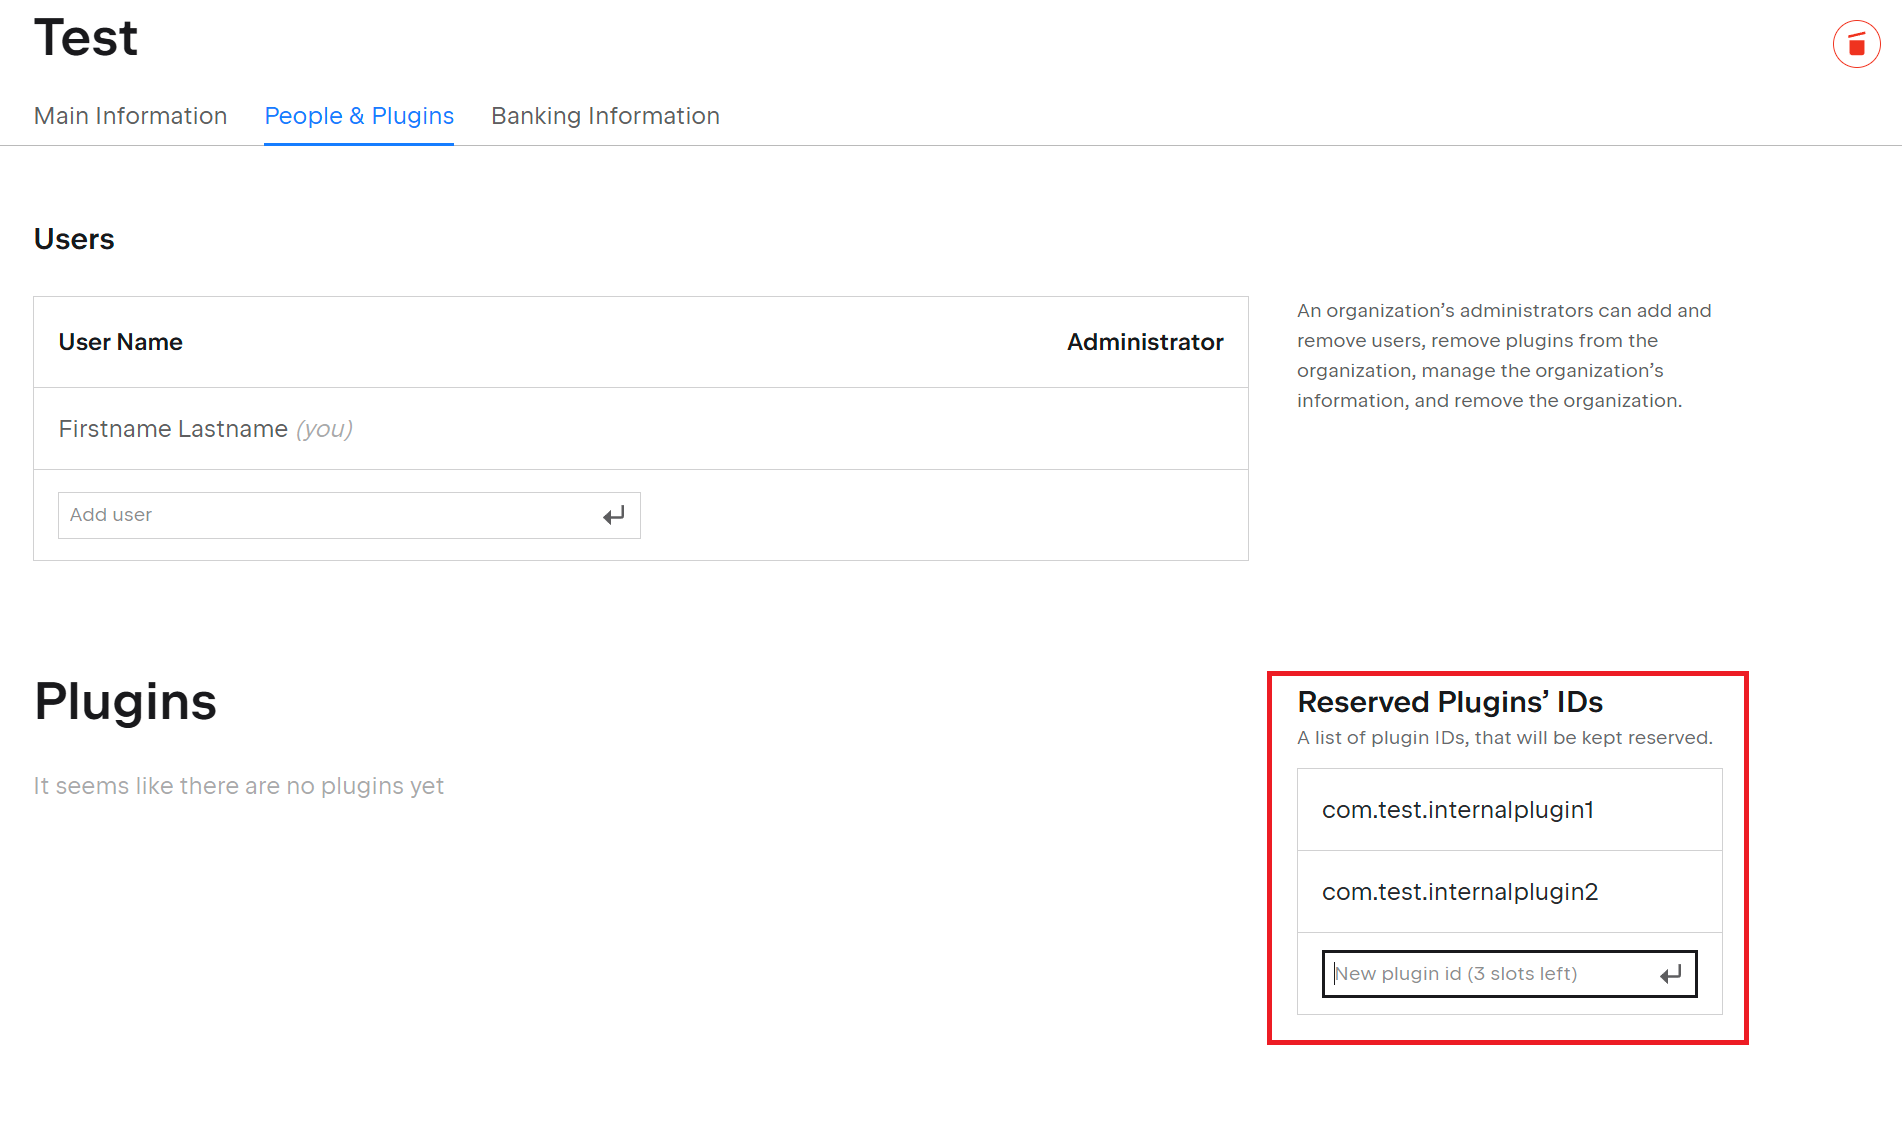 Test
Main Information
People & Plugins
Banking Information
Users
User Name
Administrator
Firstname Lastname (you)
Add user
An organization’s administrators can add and
remove users, remove plugins from the
organization, manage the organization’s
information, and remove the organization.
Plugins
It seems like there are no plugins yet
Reserved Plugins’ IDs
A list of plugin IDs, that will be kept reserved.
com.test.internalplugin1
com.test.internalplugin2
New plugin id (3 slots left)